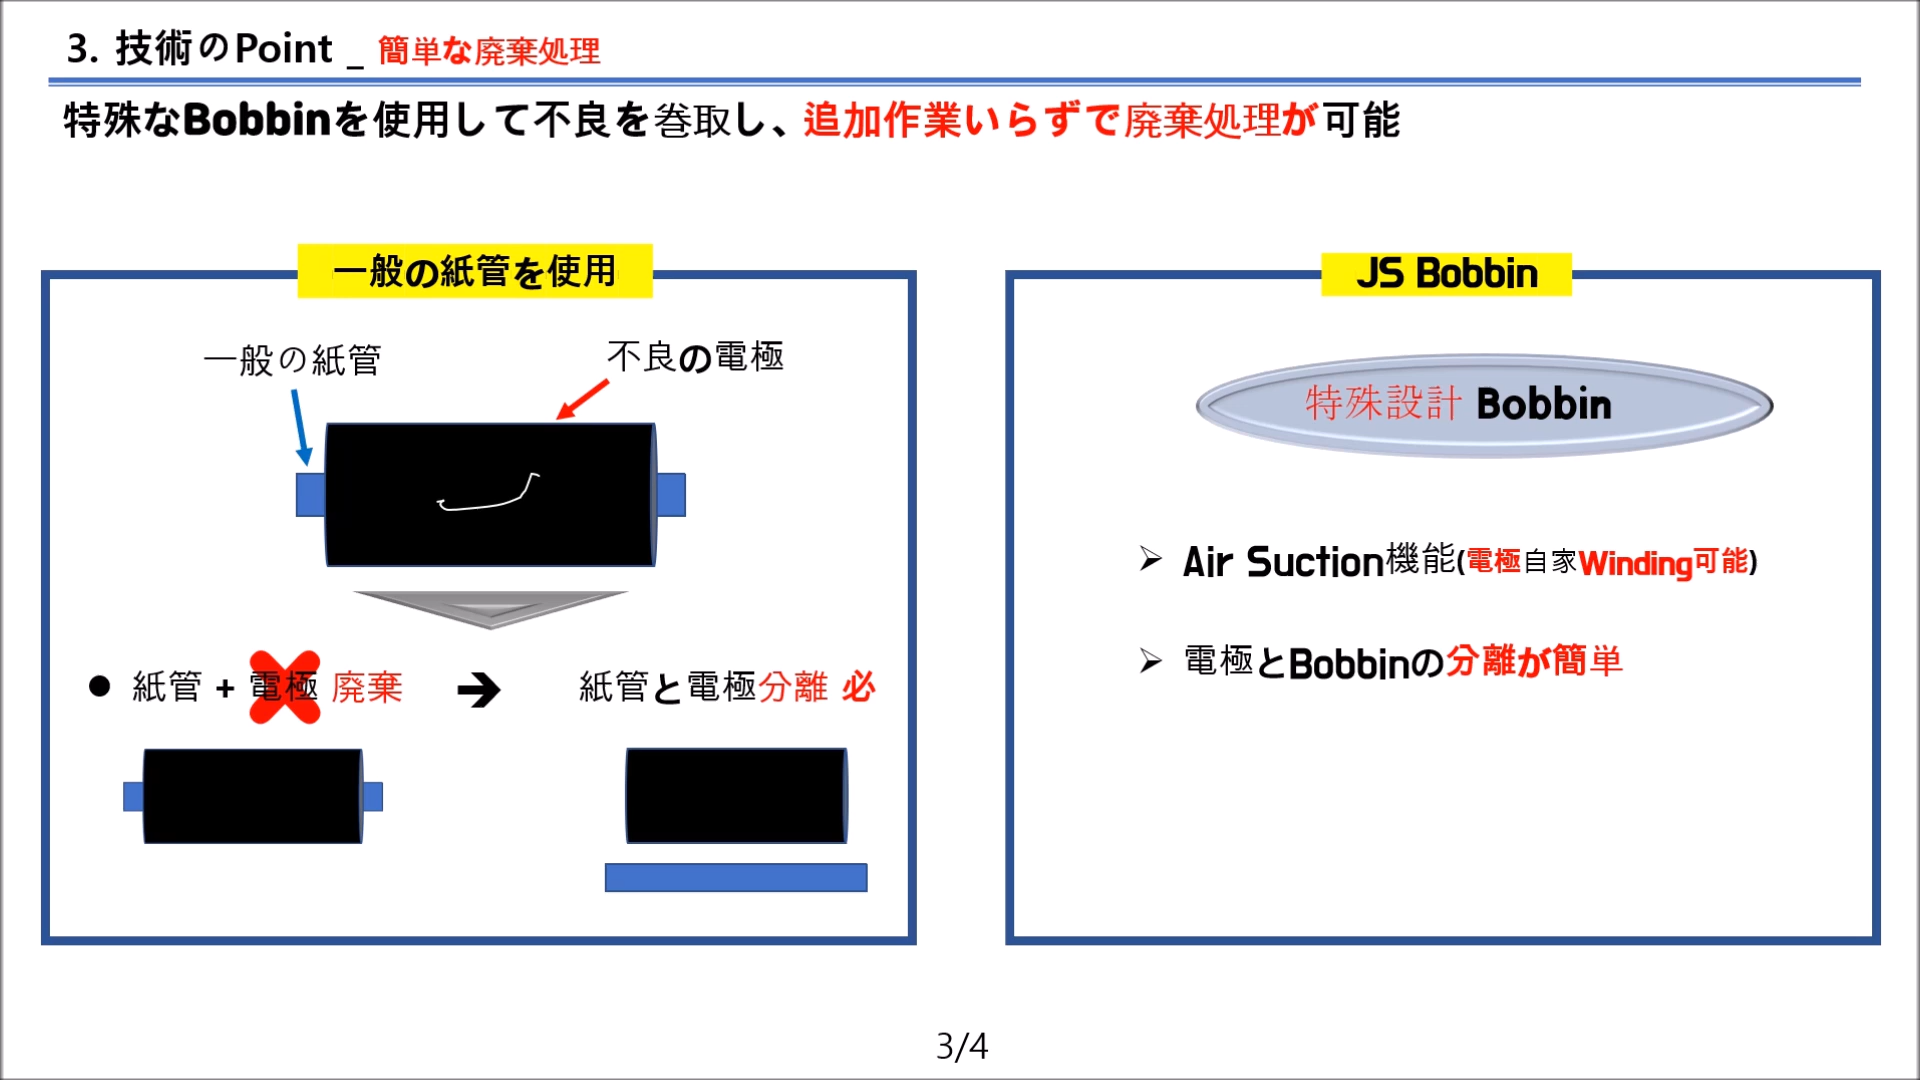 3. 技術のPoint _ 簡単な廃棄処理
特殊なBobbinを使用して不良を巻取し、追加作業いらずで廃棄処理が可能
一般の紙管を使用
一般の紙管
不良の電極
● 紙管 + 電極 廃棄 → 紙管と電極分離 必
JS Bobbin
特殊設計 Bobbin
➢ Air Suction機能(電極自家Winding可能)
➢ 電極とBobbinの分離が簡単
3/4